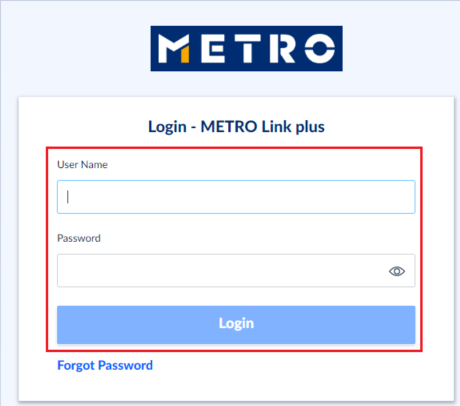 METRO
Login - METRO Link plus
User Name
Password
Login
Forgot Password